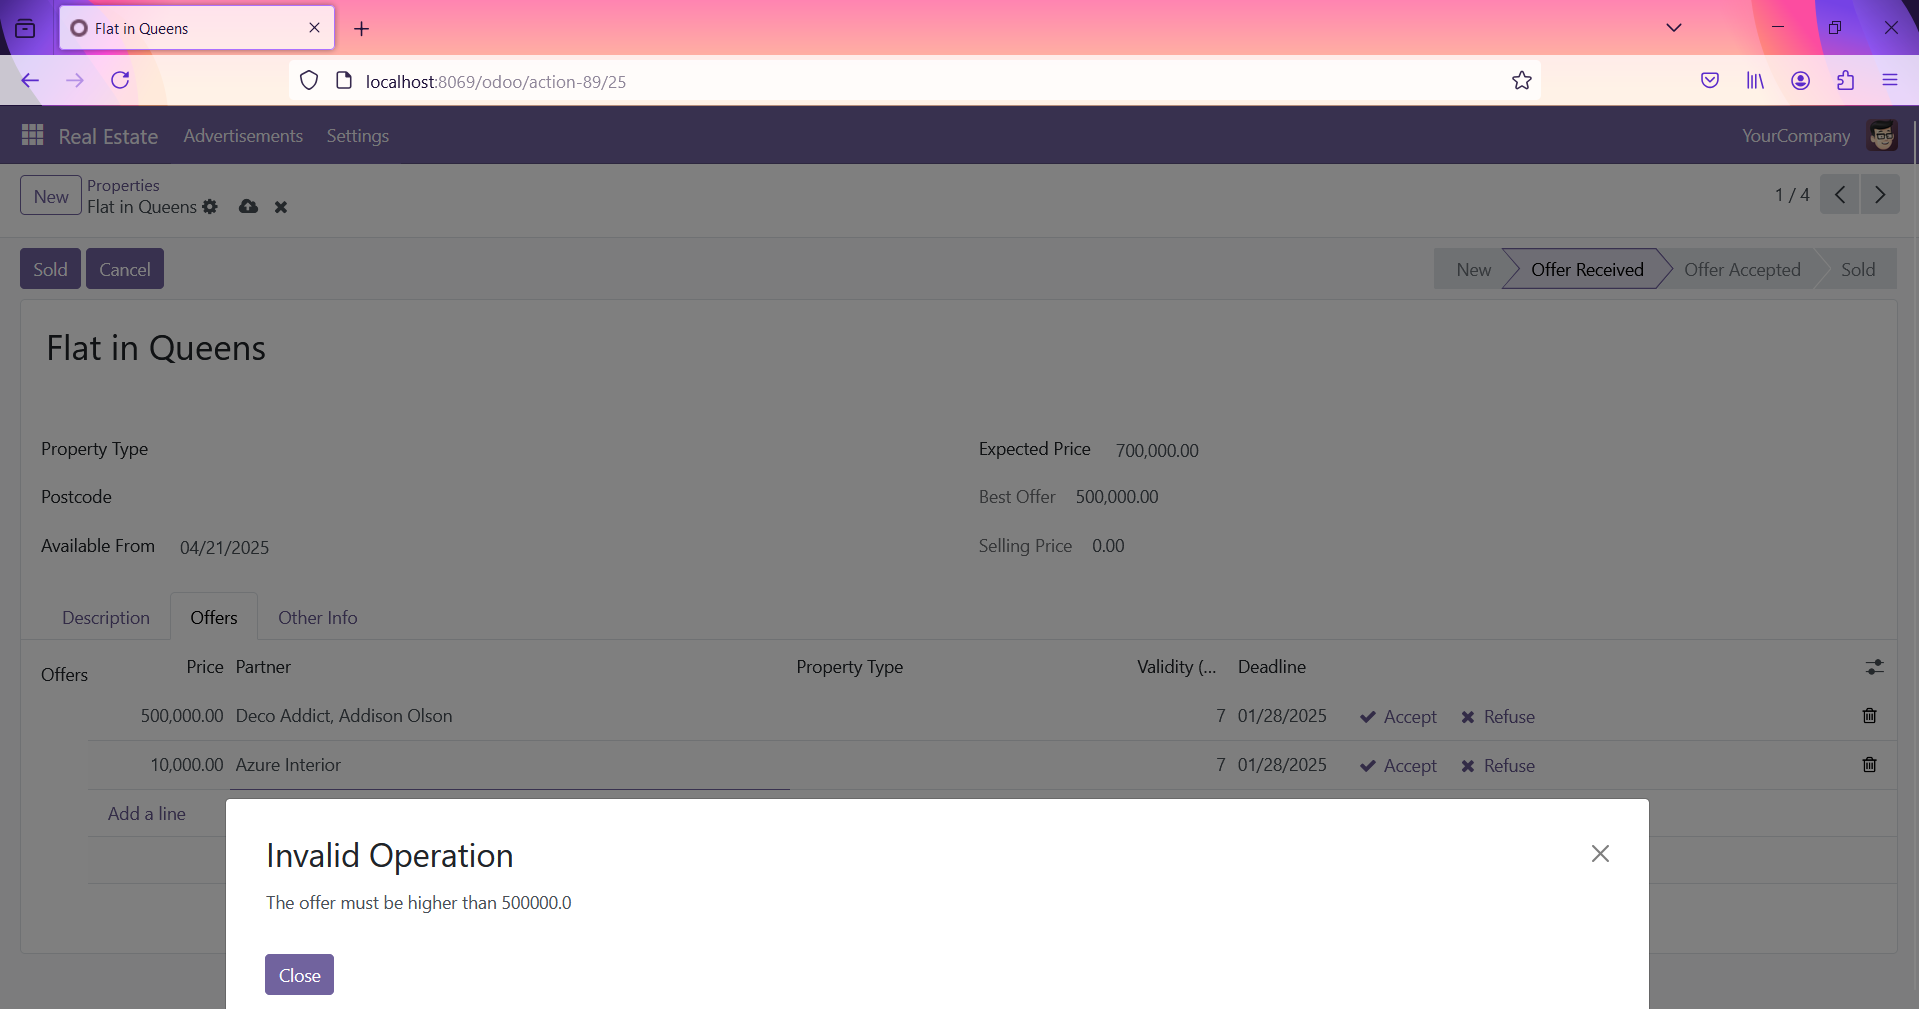 Flat in Queens
localhost:8069/odoo/action-89/25
Real Estate Advertisements Settings YourCompany
New Properties
Flat in Queens
1 / 4
Sold Cancel New Offer Received Offer Accepted Sold
Flat in Queens
Property Type Expected Price 700,000.00
Postcode Best Offer 500,000.00
Available From 04/21/2025 Selling Price 0.00
Description Offers Other Info
Offers Price Partner Property Type Validity (... Deadline
500,000.00 Deco Addict, Addison Olson 7 01/28/2025 Accept Refuse
10,000.00 Azure Interior 7 01/28/2025 Accept Refuse
Add a line
Invalid Operation
The offer must be higher than 500000.0
Close